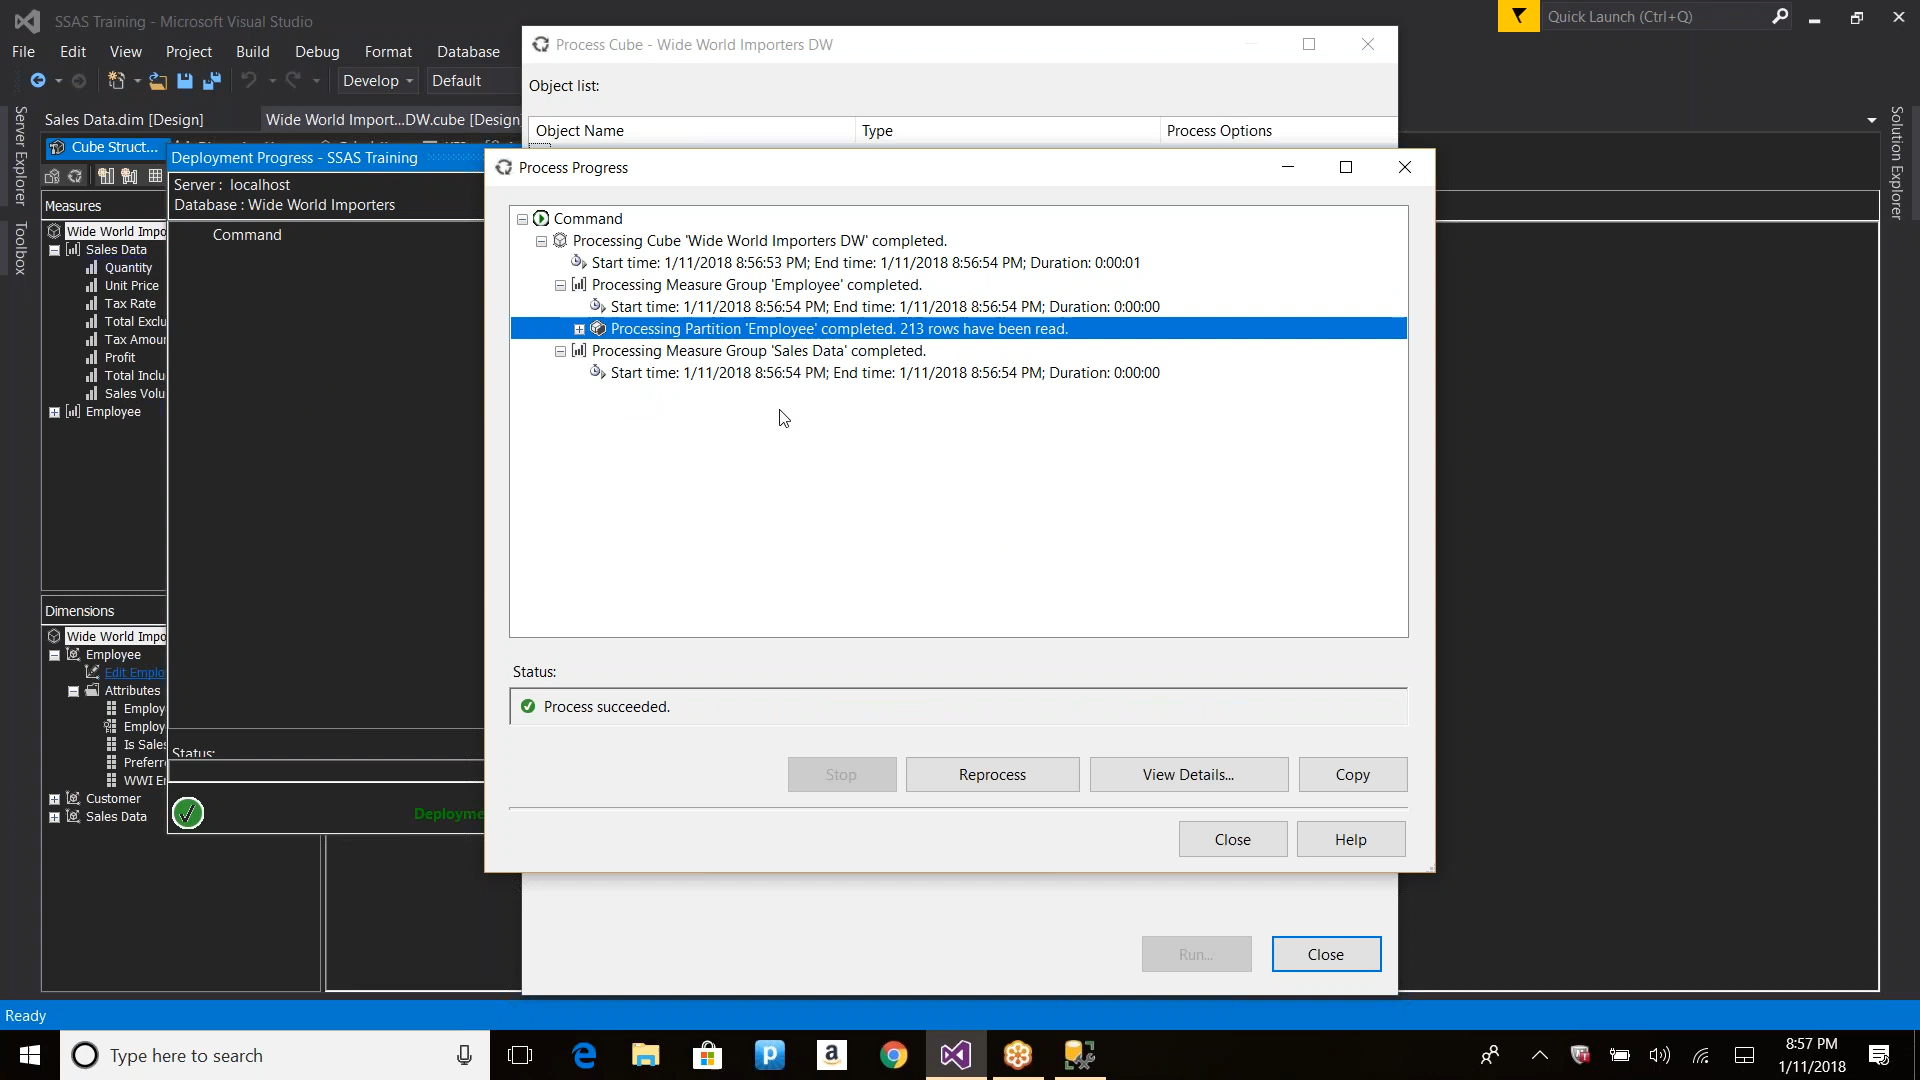 SSAS Training - Microsoft Visual Studio
Quick Launch (Ctrl+Q)
File Edit View Project Build Debug Format Database
Develop Default
Server Explorer
Toolbox
Solution Explorer
Sales Data.dim [Design]
Wide World Import...DW.cube [Design]
Cube Struct...
Measures
Wide World Impo
Sales Data
Quantity
Unit Price
Tax Rate
Total Exclu
Tax Amou
Profit
Total Inclu
Sales Volu
Employee
Dimensions
Wide World Impo
Employee
Edit Emplo
Attributes
Employ
Employ
Is Sales
Preferre
WWI E
Customer
Sales Data
Deployment Progress - SSAS Training
Server : localhost
Database : Wide World Importers
Command
Status:
Deployme
Process Cube - Wide World Importers DW
Object list:
Object Name Type Process Options
Process Progress
Command
Processing Cube 'Wide World Importers DW' completed.
Start time: 1/11/2018 8:56:53 PM; End time: 1/11/2018 8:56:54 PM; Duration: 0:00:01
Processing Measure Group 'Employee' completed.
Start time: 1/11/2018 8:56:54 PM; End time: 1/11/2018 8:56:54 PM; Duration: 0:00:00
Processing Partition 'Employee' completed. 213 rows have been read.
Processing Measure Group 'Sales Data' completed.
Start time: 1/11/2018 8:56:54 PM; End time: 1/11/2018 8:56:54 PM; Duration: 0:00:00
Status:
Process succeeded.
Stop Reprocess View Details... Copy
Close Help
Run... Close
Ready
Type here to search
8:57 PM
1/11/2018